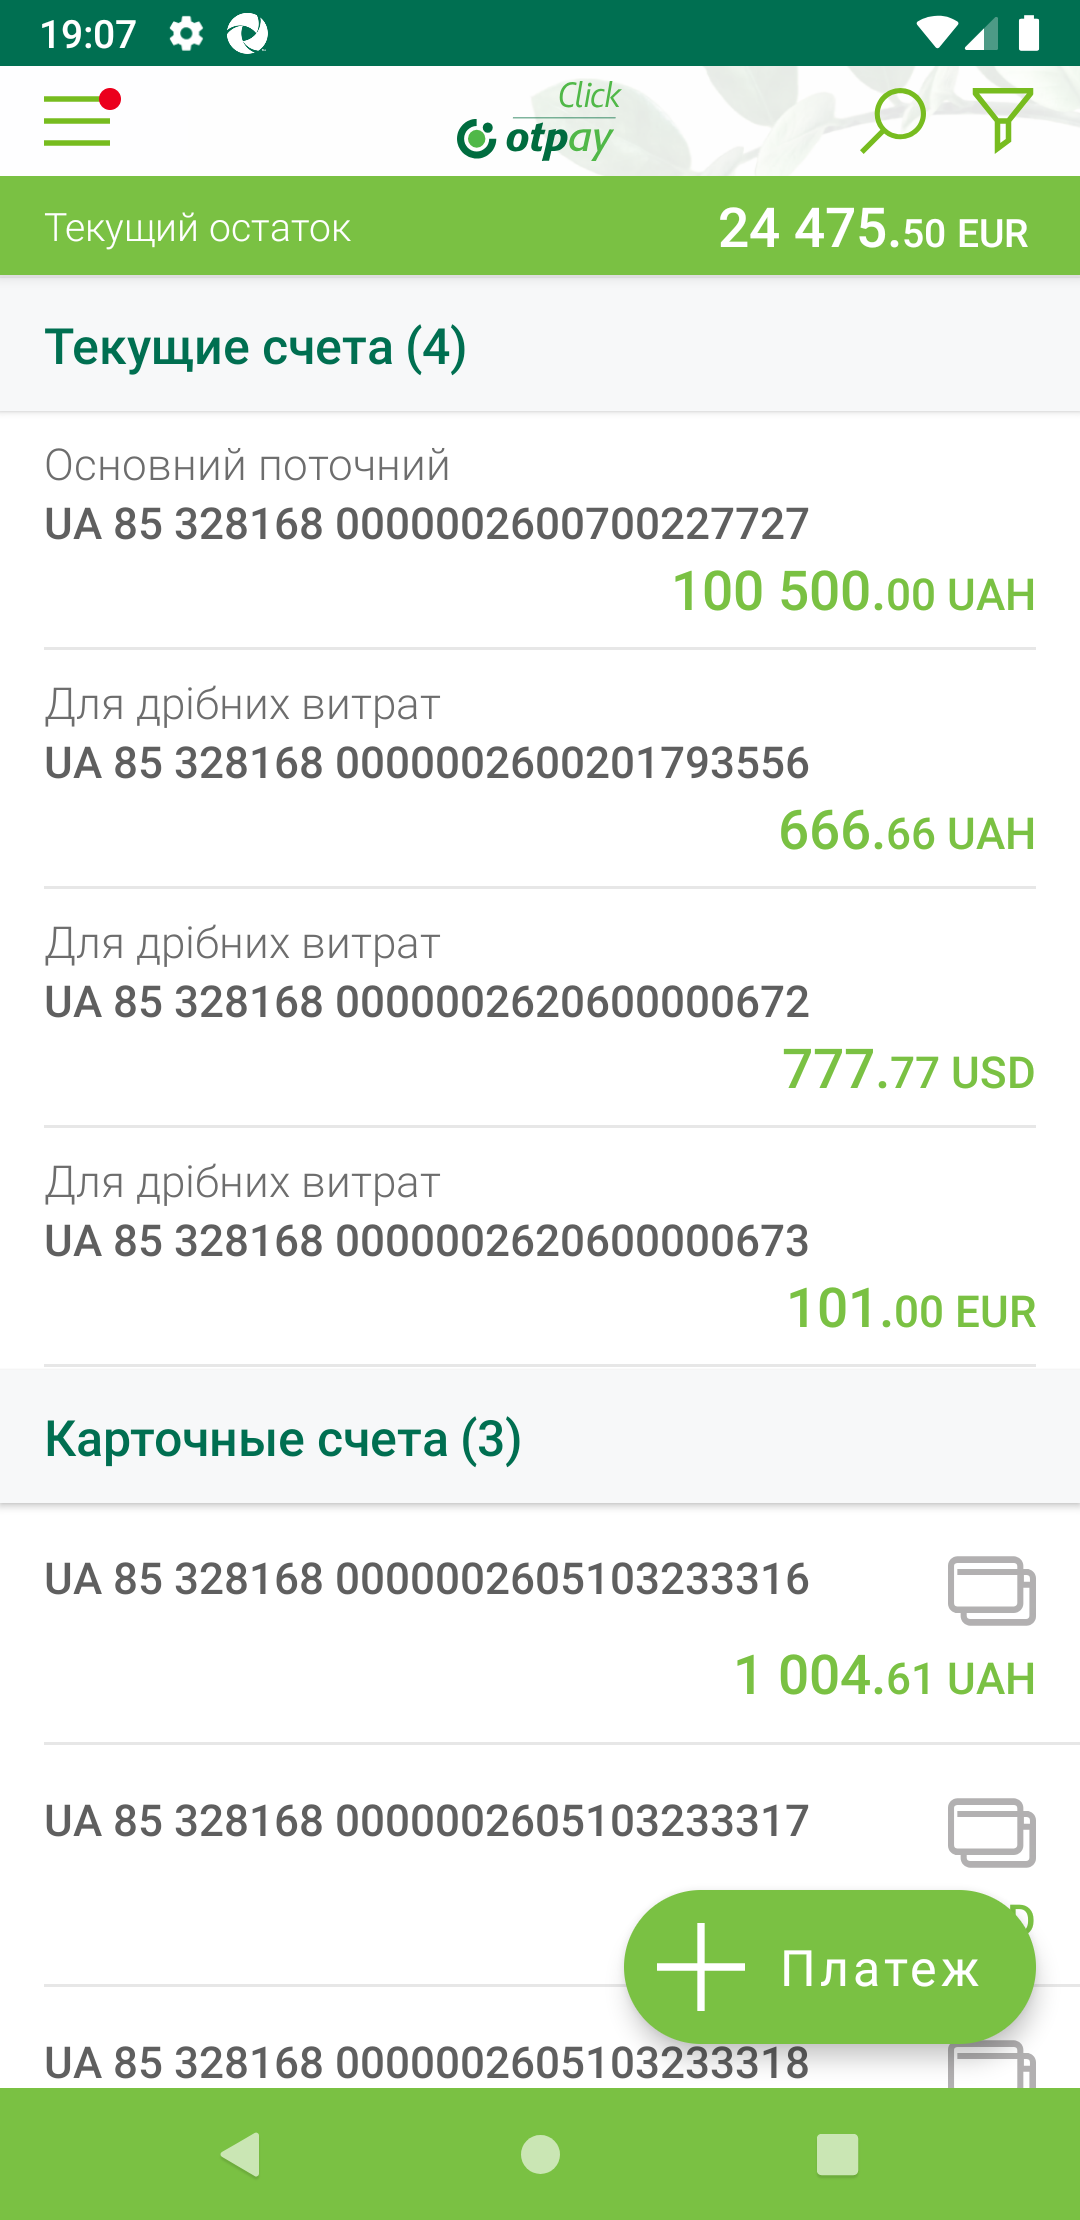 19:07
Click
otpay
Текущий остаток
24 475.50 EUR
Текущие счета (4)
Основний поточний
UA 85 328168 0000002600700227727
100 500.00 UAH
Для дрібних витрат
UA 85 328168 0000002600201793556
666.66 UAH
Для дрібних витрат
UA 85 328168 0000002620600000672
777.77 USD
Для дрібних витрат
UA 85 328168 0000002620600000673
101.00 EUR
Карточные счета (3)
UA 85 328168 0000002605103233316
1 004.61 UAH
UA 85 328168 0000002605103233317
Платеж
UA 85 328168 0000002605103233318